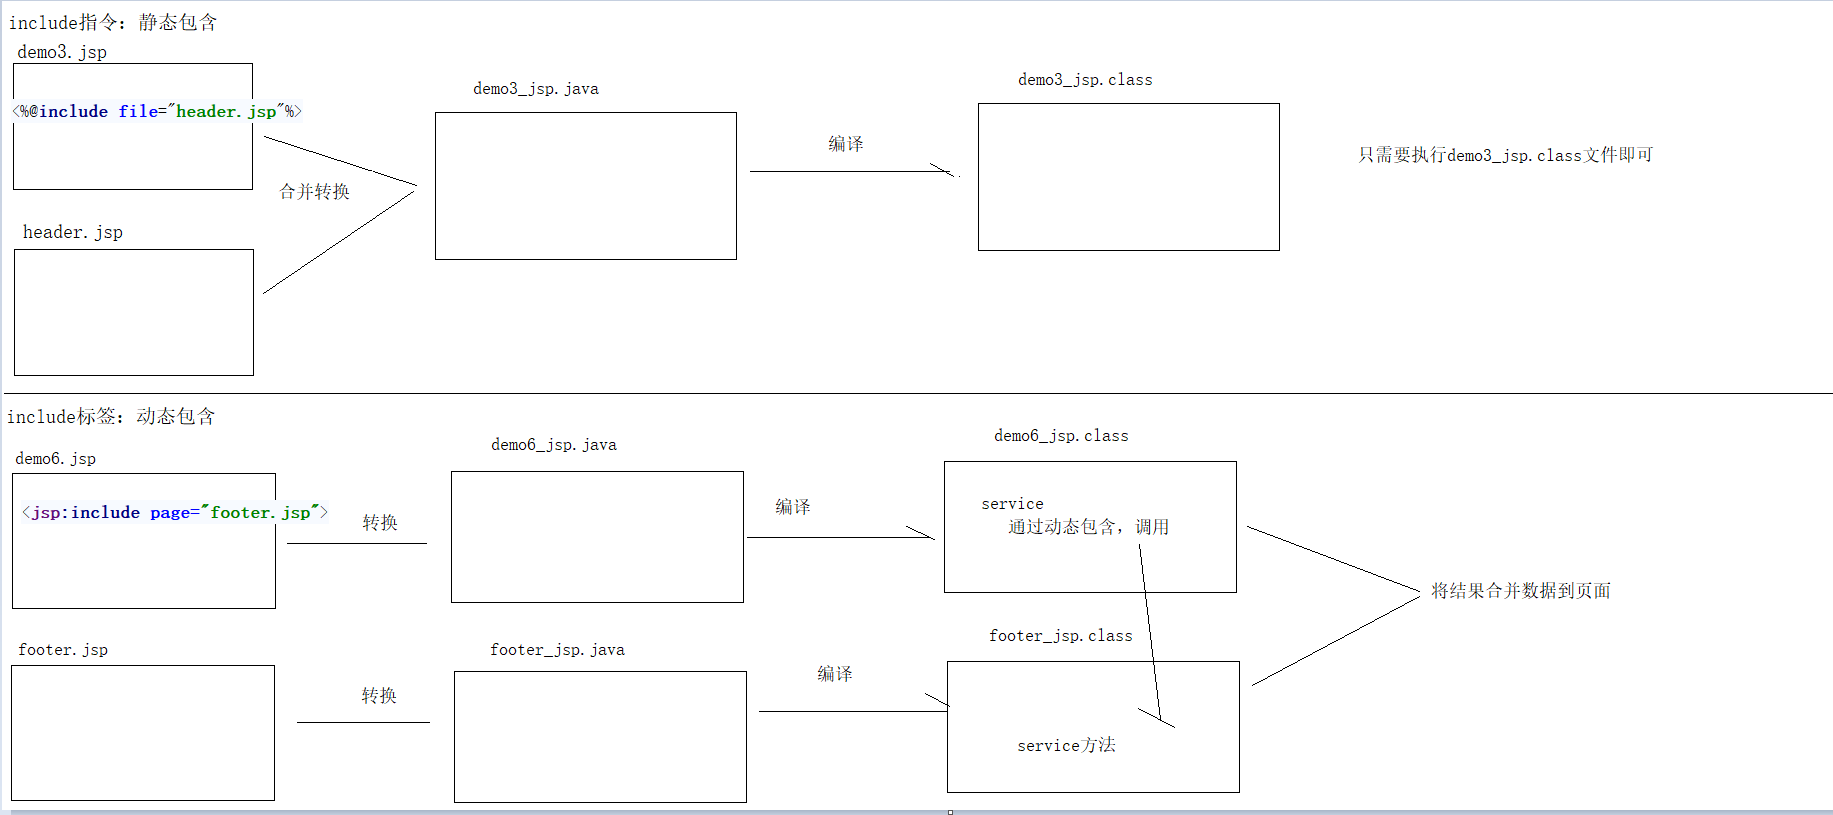 include指令：静态包含
demo3.jsp
<%@include file="header.jsp"%>
合并转换
header.jsp
demo3_jsp.java
编译
demo3_jsp.class
只需要执行demo3_jsp.class文件即可
include标签：动态包含
demo6.jsp
<jsp:include page="footer.jsp">
转换
demo6_jsp.java
编译
demo6_jsp.class
service
通过动态包含，调用
将结果合并数据到页面
footer.jsp
转换
footer_jsp.java
编译
footer_jsp.class
service方法